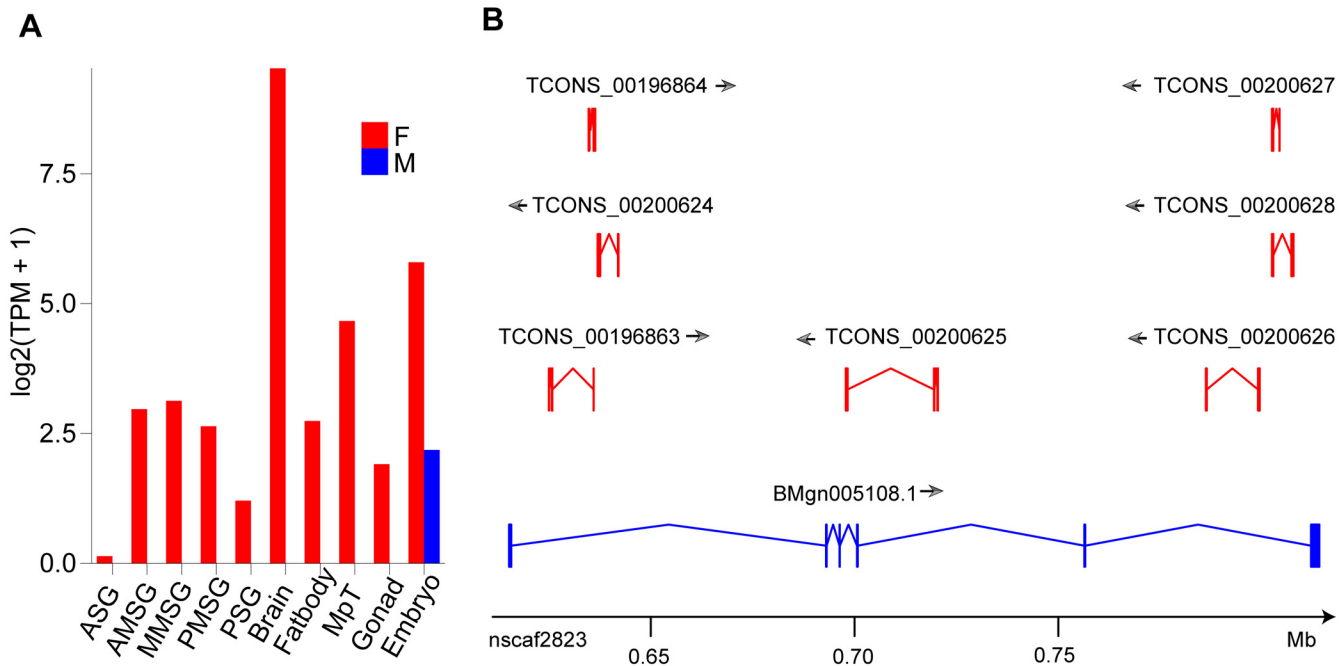 A
log2(TPM + 1)
7.5
5.0
2.5
0.0
F
M
ASG
AMSG
MMSG
PMSG
PSG
Brain
Fatbody
MpT
Gonad
Embryo
B
TCONS_00196864
TCONS_00200627
TCONS_00200624
TCONS_00200628
TCONS_00196863
TCONS_00200625
TCONS_00200626
BMgn005108.1
nscaf2823
Mb
0.65
0.70
0.75